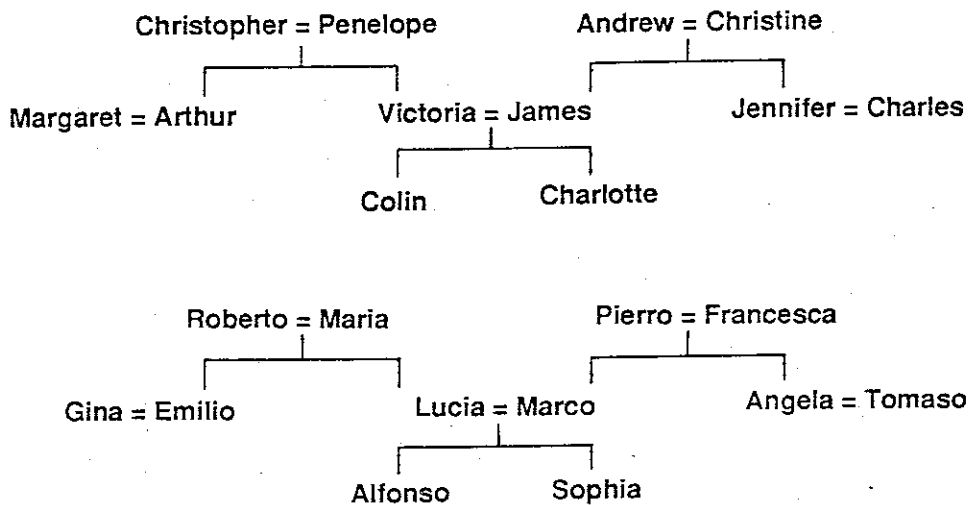 Christopher = Penelope Andrew = Christine
Margaret = Arthur Victoria = James Jennifer = Charles
Colin Charlotte
Roberto = Maria Pierro = Francesca
Gina = Emilio Lucia = Marco Angela = Tomaso
Alfonso Sophia